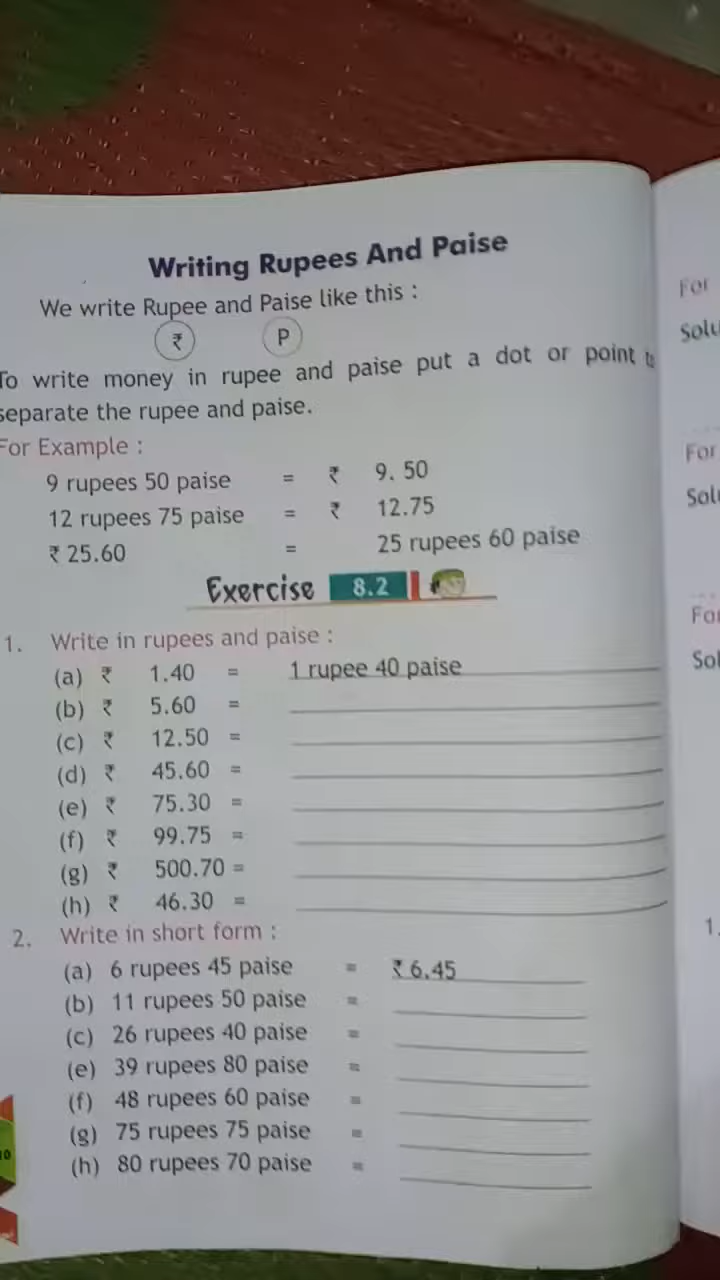 Writing Rupees And Paise
We write Rupee and Paise like this :
₹ P
To write money in rupee and paise put a dot or point to
separate the rupee and paise.
For Example :
9 rupees 50 paise = ₹ 9. 50
12 rupees 75 paise = ₹ 12.75
₹ 25.60 = 25 rupees 60 paise
Exercise 8.2
1. Write in rupees and paise :
(a) ₹ 1.40 = 1 rupee 40 paise
(b) ₹ 5.60 =
(c) ₹ 12.50 =
(d) ₹ 45.60 =
(e) ₹ 75.30 =
(f) ₹ 99.75 =
(g) ₹ 500.70 =
(h) ₹ 46.30 =
2. Write in short form :
(a) 6 rupees 45 paise = ₹ 6.45
(b) 11 rupees 50 paise =
(c) 26 rupees 40 paise =
(e) 39 rupees 80 paise =
(f) 48 rupees 60 paise =
(g) 75 rupees 75 paise =
(h) 80 rupees 70 paise =
For
For
1.